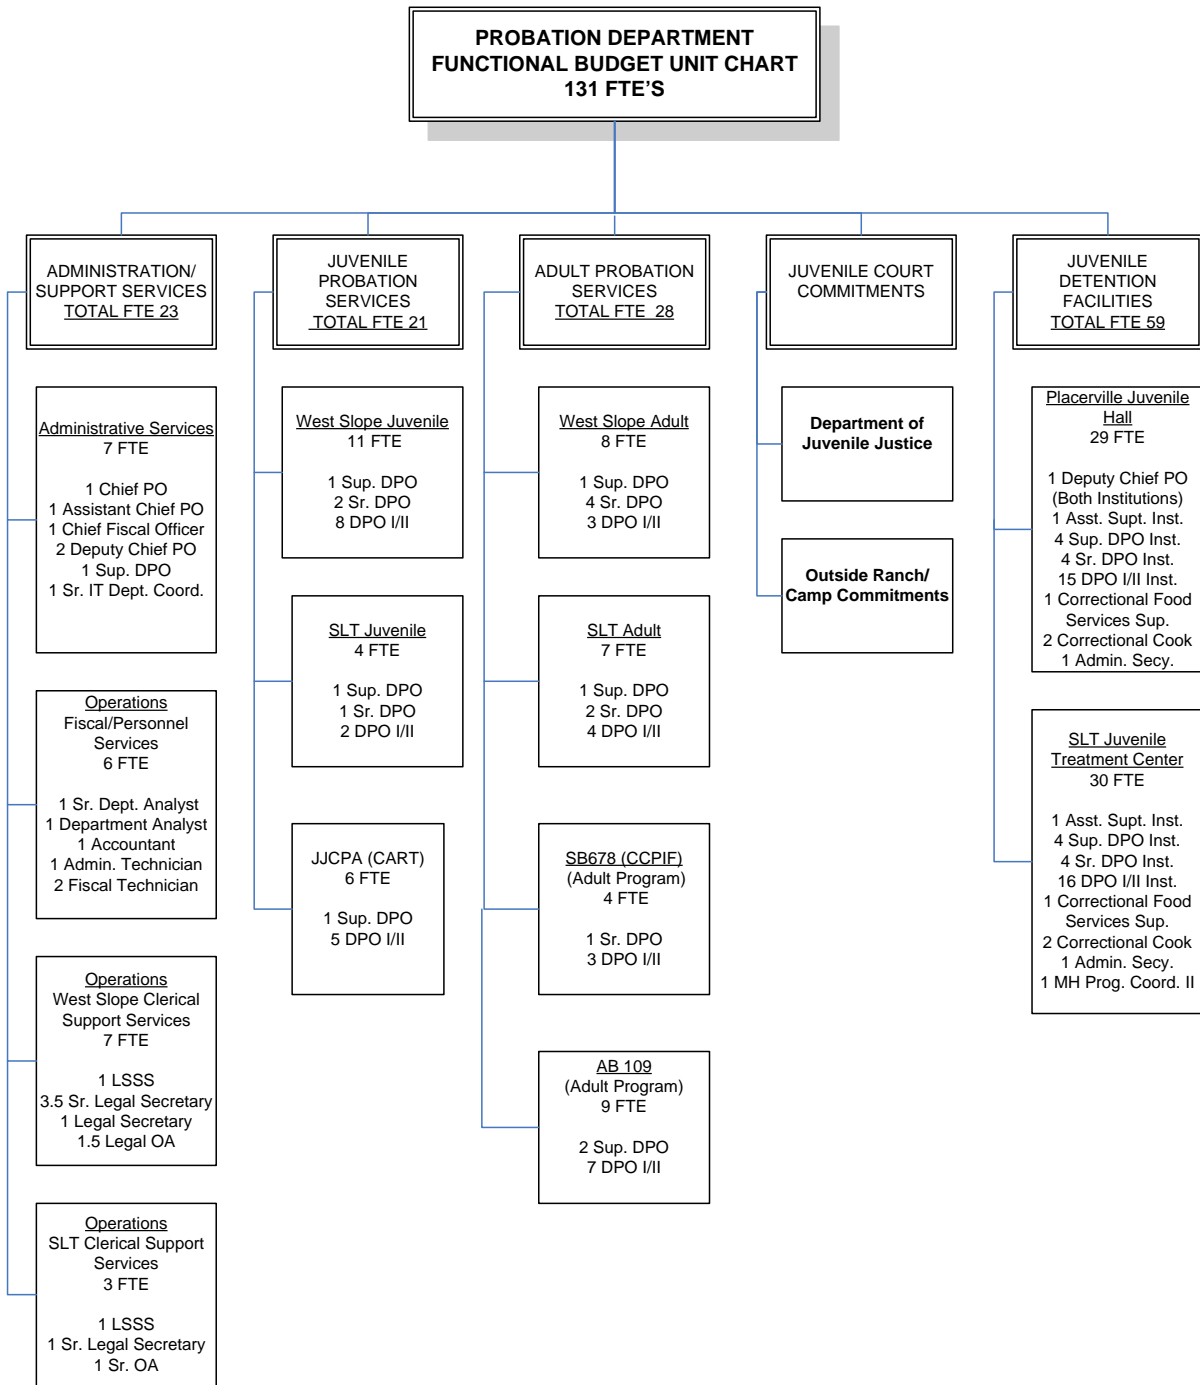 PROBATION DEPARTMENT
FUNCTIONAL BUDGET UNIT CHART
131 FTE'S
ADMINISTRATION/
SUPPORT SERVICES
TOTAL FTE 23
Administrative Services
7 FTE
1 Chief PO
1 Assistant Chief PO
1 Chief Fiscal Officer
2 Deputy Chief PO
1 Sup. DPO
1 Sr. IT Dept. Coord.
Operations
Fiscal/Personnel
Services
6 FTE
1 Sr. Dept. Analyst
1 Department Analyst
1 Accountant
1 Admin. Technician
2 Fiscal Technician
Operations
West Slope Clerical
Support Services
7 FTE
1 LSSS
3.5 Sr. Legal Secretary
1 Legal Secretary
1.5 Legal OA
Operations
SLT Clerical Support
Services
3 FTE
1 LSSS
1 Sr. Legal Secretary
1 Sr. OA
JUVENILE
PROBATION
SERVICES
TOTAL FTE 21
West Slope Juvenile
11 FTE
1 Sup. DPO
2 Sr. DPO
8 DPO I/II
SLT Juvenile
4 FTE
1 Sup. DPO
1 Sr. DPO
2 DPO I/II
JJCPA (CART)
6 FTE
1 Sup. DPO
5 DPO I/II
ADULT PROBATION
SERVICES
TOTAL FTE 28
West Slope Adult
8 FTE
1 Sup. DPO
4 Sr. DPO
3 DPO I/II
SLT Adult
7 FTE
1 Sup. DPO
2 Sr. DPO
4 DPO I/II
SB678 (CCPIF)
(Adult Program)
4 FTE
1 Sr. DPO
3 DPO I/II
AB 109
(Adult Program)
9 FTE
2 Sup. DPO
7 DPO I/II
JUVENILE COURT
COMMITMENTS
Department of
Juvenile Justice
Outside Ranch/
Camp Commitments
JUVENILE
DETENTION
FACILITIES
TOTAL FTE 59
Placerville Juvenile
Hall
29 FTE
1 Deputy Chief PO
(Both Institutions)
1 Asst. Supt. Inst.
4 Sup. DPO Inst.
4 Sr. DPO Inst.
15 DPO I/II Inst.
1 Correctional Food
Services Sup.
2 Correctional Cook
1 Admin. Secy.
SLT Juvenile
Treatment Center
30 FTE
1 Asst. Supt. Inst.
4 Sup. DPO Inst.
4 Sr. DPO Inst.
16 DPO I/II Inst.
1 Correctional Food
Services Sup.
2 Correctional Cook
1 Admin. Secy.
1 MH Prog. Coord. II